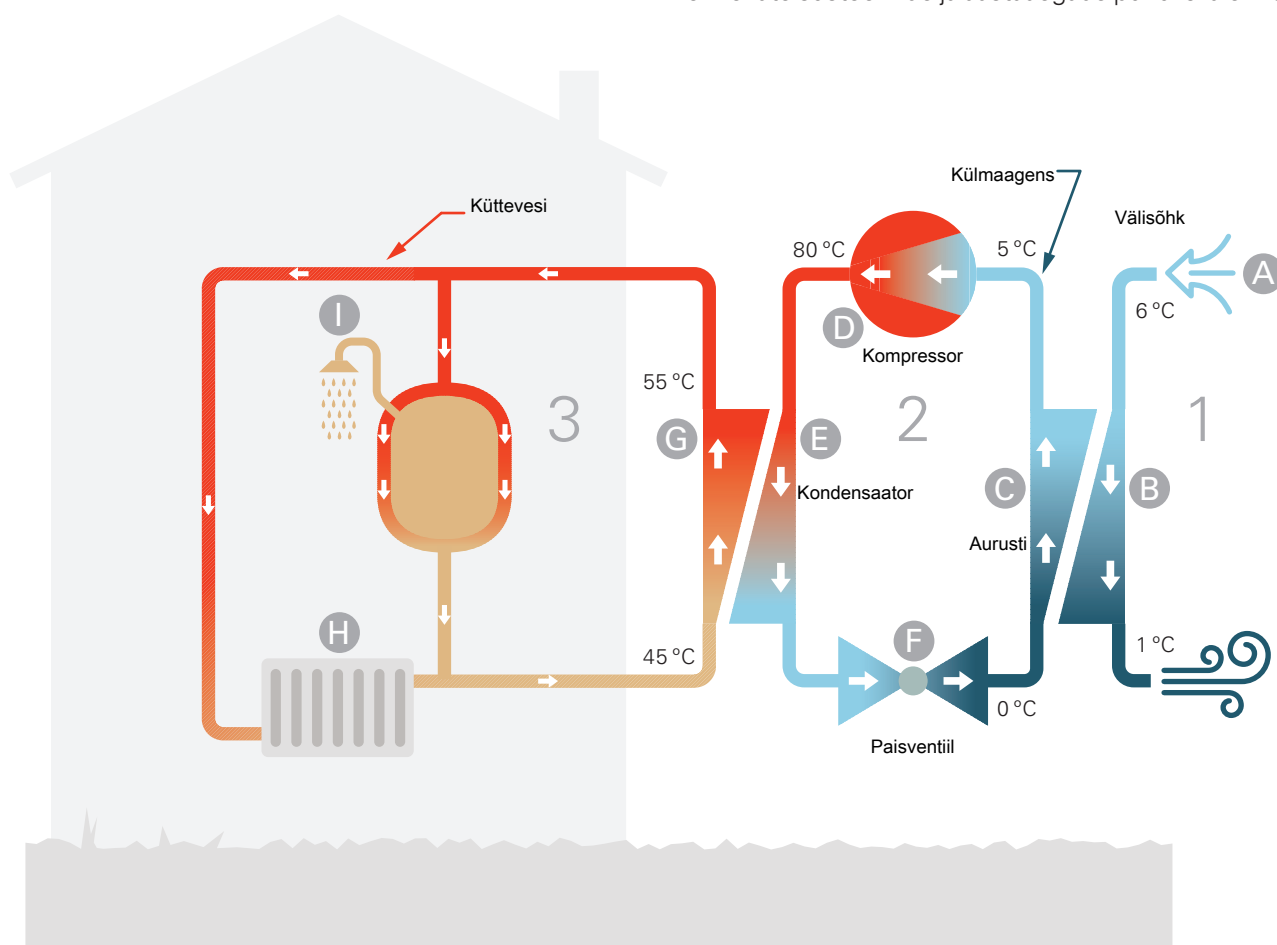 Küttevesi
Külmaagens
Välisõhk
80 °C
5 °C
A
6 °C
I
D
Kompressor
55 °C
3
2
1
G
E
C
B
Kondensaator
Aurusti
H
F
45 °C
1 °C
0 °C
Paisventiil